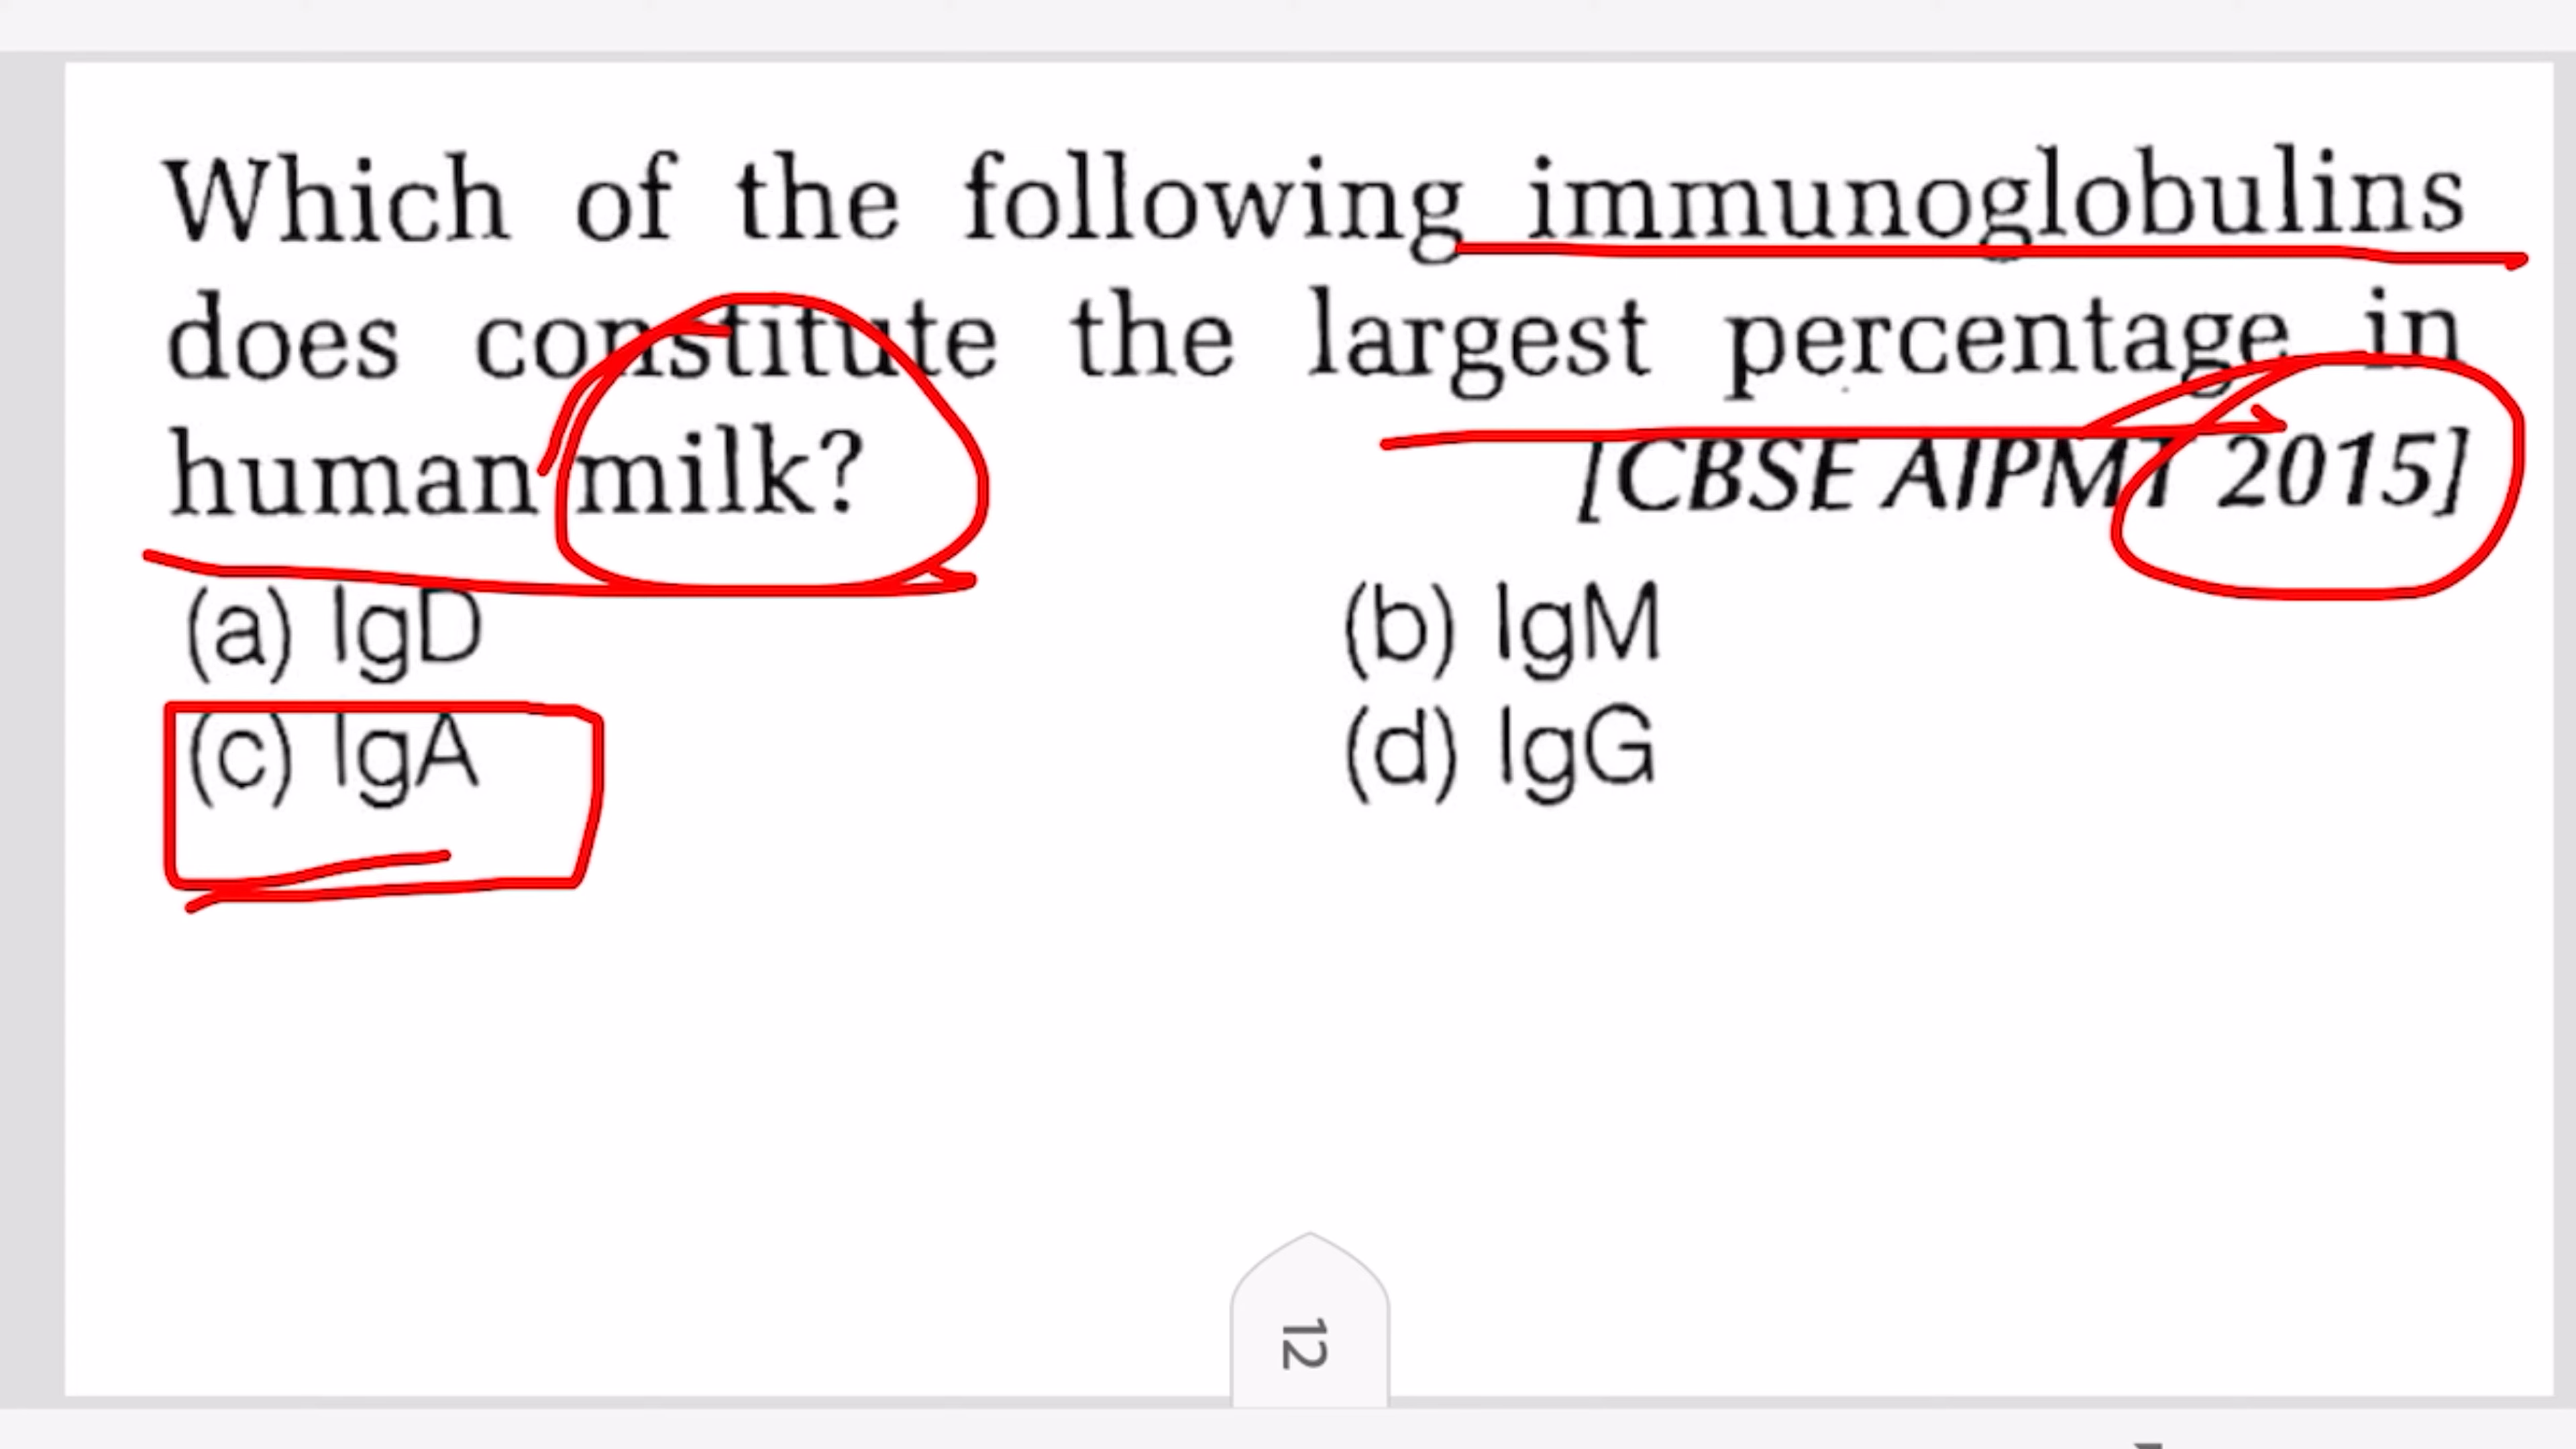 Which of the following immunoglobulins
does constitute the largest percentage in
human milk? [CBSE AIPMT 2015]
(a) IgD (b) IgM
(c) IgA (d) IgG
12